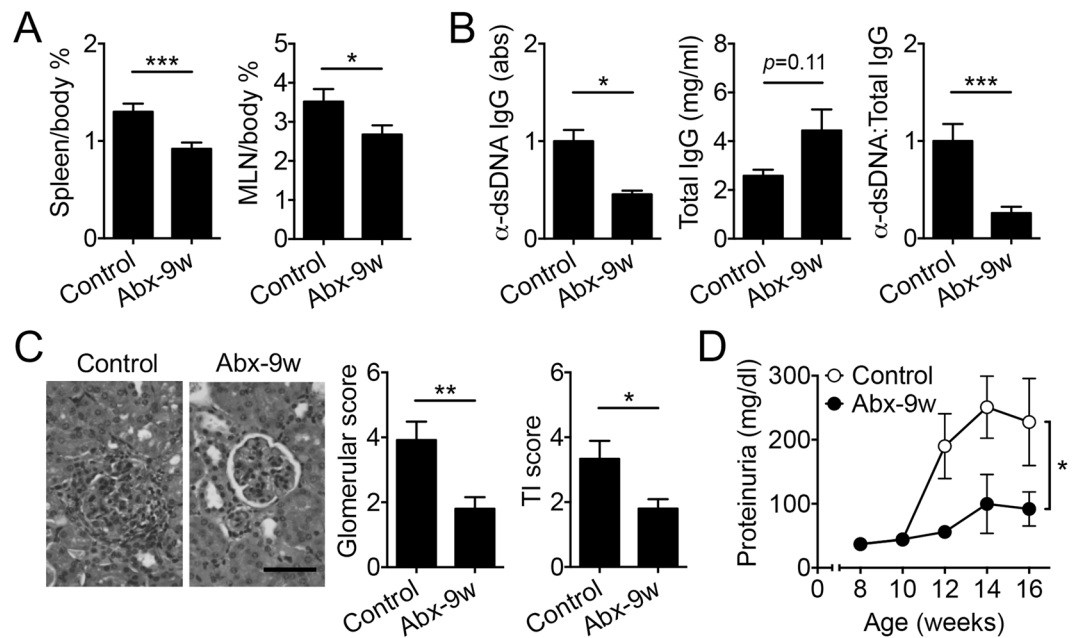 A
Spleen/body %
2
1
0
***
Control
Abx-9w
MLN/body %
5
4
3
2
1
0
*
Control
Abx-9w
B
α-dsDNA IgG (abs)
2
1
0
*
Control
Abx-9w
Total IgG (mg/ml)
8
6
4
2
0
p=0.11
Control
Abx-9w
α-dsDNA:Total IgG
2
1
0
***
Control
Abx-9w
C
Control
Abx-9w
Glomerular score
6
4
2
0
**
Control
Abx-9w
TI score
6
4
2
0
*
Control
Abx-9w
D
Proteinuria (mg/dl)
300
200
100
0
Control
Abx-9w
*
0 8 10 12 14 16
Age (weeks)